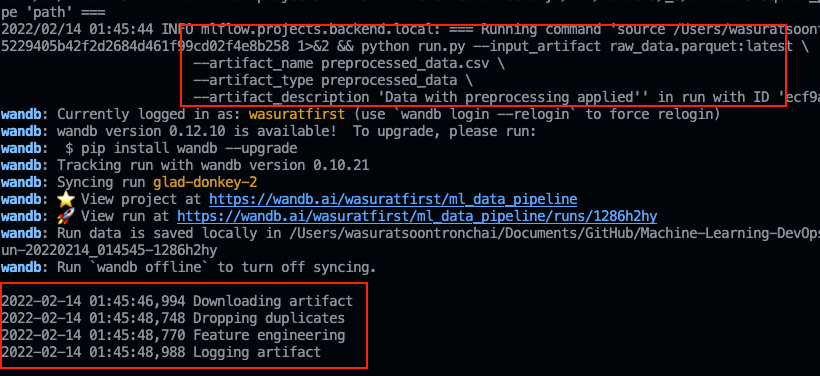 pe 'path' ===
2022/02/14 01:45:44 INFO mlflow.projects.backend.local: === Running command 'source /Users/wasuratsoont
5229405b42f2d2684d461f99cd02f4e8b258 1>&2 && python run.py --input_artifact raw_data.parquet:latest \
--artifact_name preprocessed_data.csv \
--artifact_type preprocessed_data \
--artifact_description 'Data with preprocessing applied'' in run with ID 'ecf9a
wandb: Currently logged in as: wasuratfirst (use `wandb login --relogin` to force relogin)
wandb: wandb version 0.12.10 is available!  To upgrade, please run:
wandb:  $ pip install wandb --upgrade
wandb: Tracking run with wandb version 0.10.21
wandb: Syncing run glad-donkey-2
wandb: ⭐ View project at https://wandb.ai/wasuratfirst/ml_data_pipeline
wandb: 🚀 View run at https://wandb.ai/wasuratfirst/ml_data_pipeline/runs/1286h2hy
wandb: Run data is saved locally in /Users/wasuratsoontronchai/Documents/GitHub/Machine-Learning-DevOps
un-20220214_014545-1286h2hy
wandb: Run `wandb offline` to turn off syncing.
2022-02-14 01:45:46,994 Downloading artifact
2022-02-14 01:45:48,748 Dropping duplicates
2022-02-14 01:45:48,770 Feature engineering
2022-02-14 01:45:48,988 Logging artifact